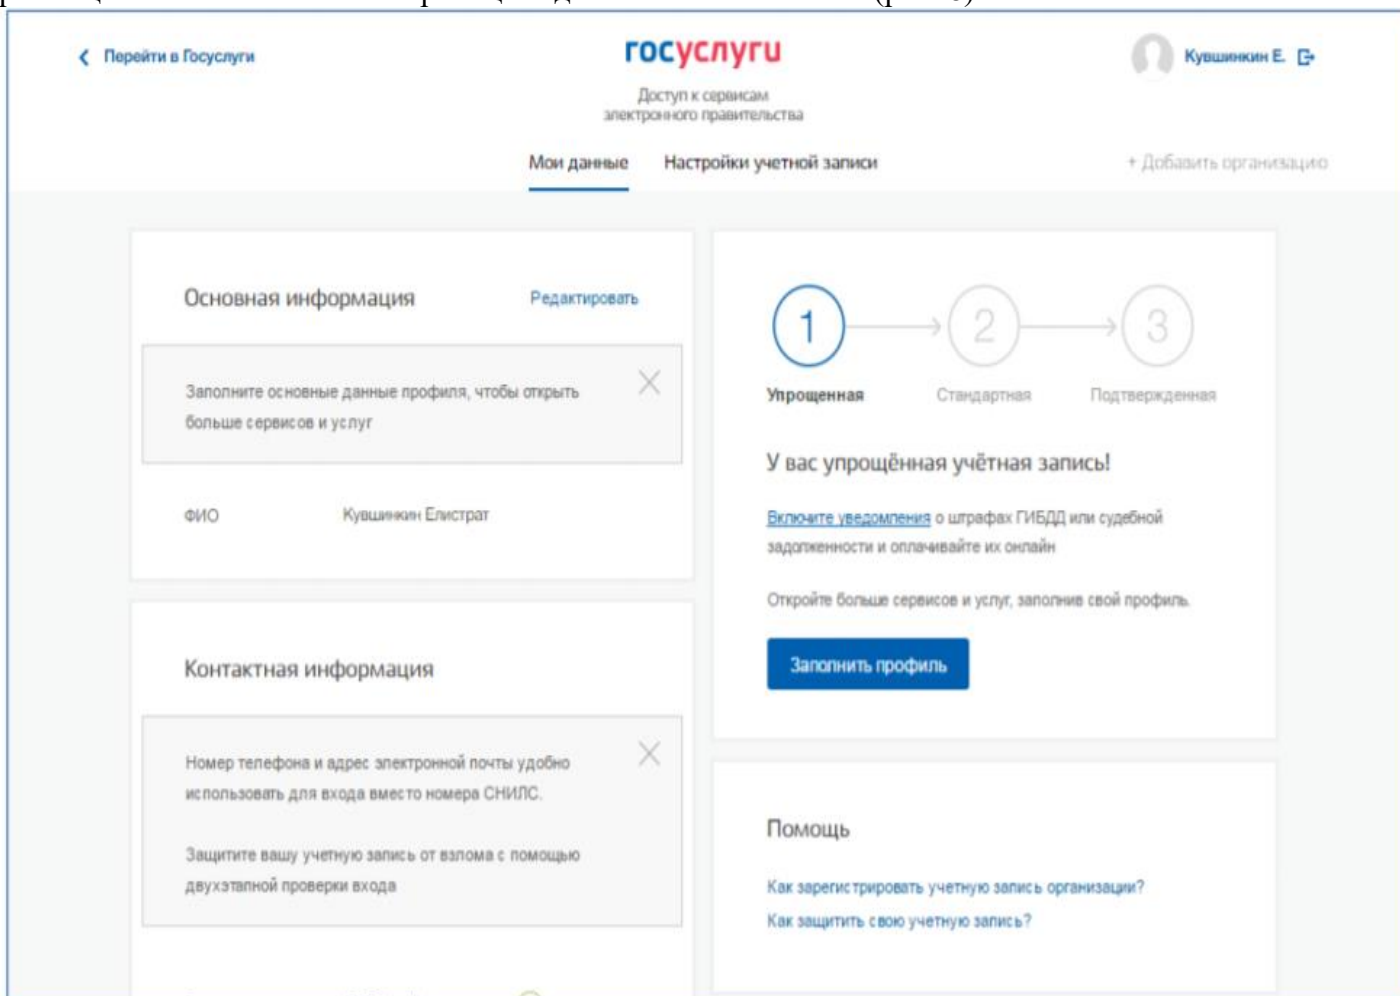 Перейти в Госуслуги
госуслуги
Кувшинкин Е.
Доступ к сервисам
электронного правительства
Мои данные
Настройки учетной записи
+ Добавить организацию
Основная информация
Редактировать
Заполните основные данные профиля, чтобы открыть
больше сервисов и услуг
ФИО
Кувшинкин Елистрат
Контактная информация
Номер телефона и адрес электронной почты удобно
использовать для входа вместо номера СНИЛС.
Защитите вашу учетную запись от взлома с помощью
двухэтапной проверки входа
1
2
3
Упрощенная
Стандартная
Подтвержденная
У вас упрощённая учётная запись!
Включите уведомления о штрафах ГИБДД или судебной
задолженности и оплачивайте их онлайн
Откройте больше сервисов и услуг, заполнив свой профиль.
Заполнить профиль
Помощь
Как зарегистрировать учетную запись организации?
Как защитить свою учетную запись?